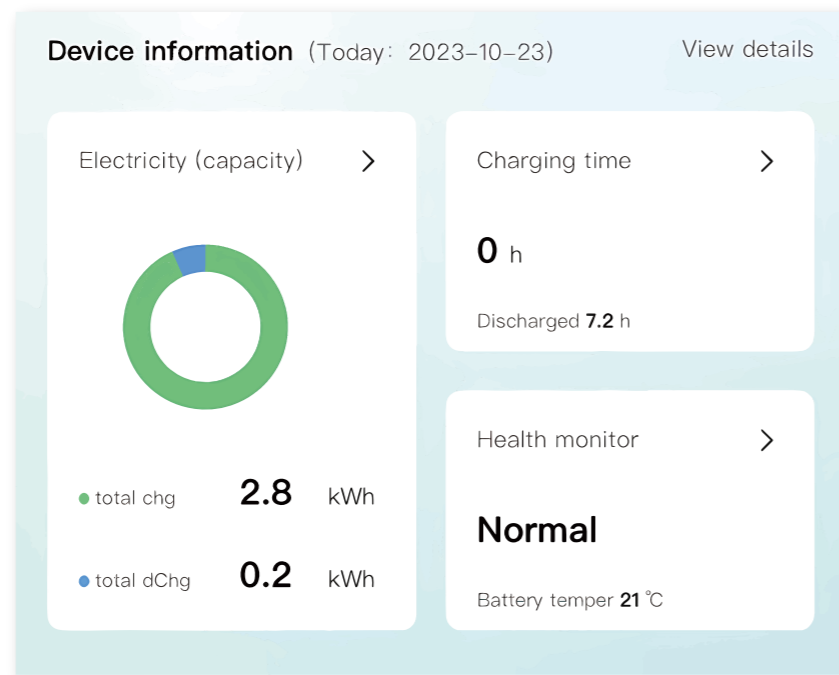 Device information (Today: 2023-10-23)
View details
Electricity (capacity)
total chg 2.8 kWh
total dChg 0.2 kWh
Charging time
0 h
Discharged 7.2 h
Health monitor
Normal
Battery temper 21 °C